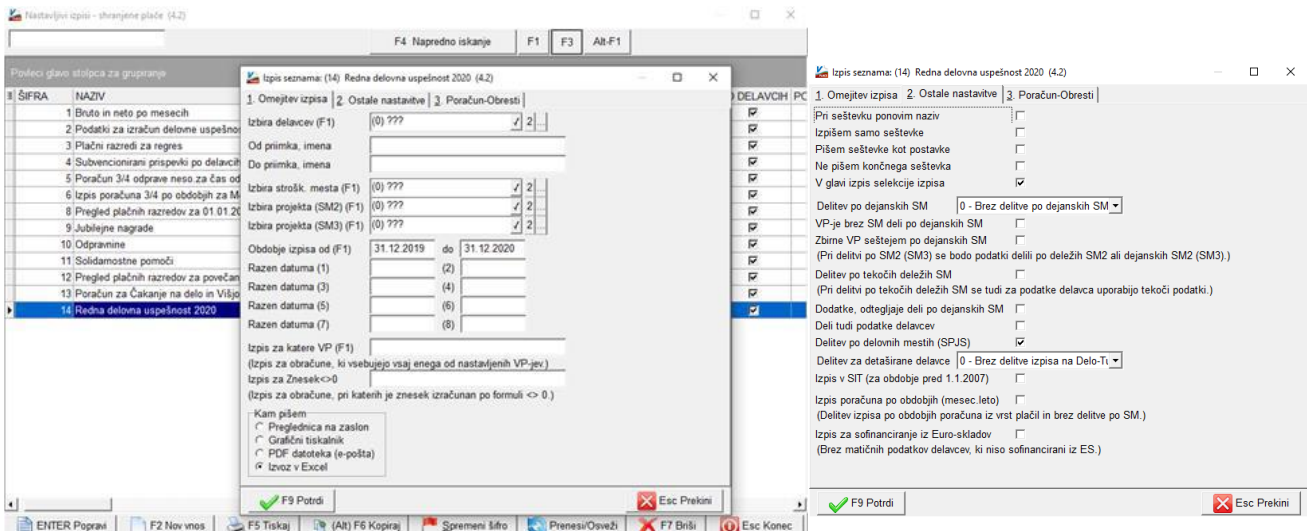 Nastavljivi izpisi - shranjene plače (4.2)
F4 Napredno iskanje
F1
F3
Alt-F1
Povleci glavo stolpca za grupiranje
ŠIFRA NAZIV
DELAVCIH PO
1 Bruto in neto po mesecih
2 Podatki za izračun delovne uspešno
3 Plačni razredi za regres
4 Subvencionirani prispevki po delavcih
5 Poračun 3/4 odprave neso.za čas od
6 Izpis poračuna 3/4 po obdobjih za M
8 Pregled plačnih razredov za 01.01.20
9 Jubilejne nagrade
10 Odpravnine
11 Solidarnostne pomoči
12 Pregled plačnih razredov za povečan
13 Poračun za Čakanje na delo in Višjo
14 Redna delovna uspešnost 2020
ENTER Popravi
F2 Nov vnos
F5 Tiskaj
(Alt) F6 Kopiraj
Spremeni šifro
Prenesi/Osveži
F7 Briši
Esc Konec
Izpis seznama: (14) Redna delovna uspešnost 2020 (4.2)
1. Omejitev izpisa 2. Ostale nastavitve 3. Poračun-Obresti
Izbira delavcev (F1) (0) ??? 2 ...
Od priimka, imena
Do priimka, imena
Izbira strošk. mesta (F1) (0) ??? 2 ...
Izbira projekta (SM2) (F1) (0) ??? 2 ...
Izbira projekta (SM3) (F1) (0) ??? 2 ...
Obdobje izpisa od (F1) 31.12.2019 do 31.12.2020
Razen datuma (1) (2)
Razen datuma (3) (4)
Razen datuma (5) (6)
Razen datuma (7) (8)
Izpis za katere VP (F1)
(Izpis za obračune, ki vsebujejo vsaj enega od nastavljenih VP-jev.)
Izpis za Znesek<>0
(Izpis za obračune, pri katerih je znesek izračunan po formuli <> 0.)
Kam pišem
Preglednica na zaslon
Grafični tiskalnik
PDF datoteka (e-pošta)
Izvoz v Excel
F9 Potrdi
Esc Prekini
Izpis seznama: (14) Redna delovna uspešnost 2020 (4.2)
1. Omejitev izpisa 2. Ostale nastavitve 3. Poračun-Obresti
Pri seštevku ponovim naziv
Izpišem samo seštevke
Pišem seštevke kot postavke
Ne pišem končnega seštevka
V glavi izpis selekcije izpisa
Delitev po dejanskih SM 0 - Brez delitve po dejanskih SM
VP-je brez SM deli po dejanskih SM
Zbirne VP seštejem po dejanskih SM
(Pri delitvi po SM2 (SM3) se bodo podatki delili po deležih SM2 ali dejanskih SM2 (SM3).)
Delitev po tekočih deležih SM
(Pri delitvi po tekočih deležih SM se tudi za podatke delavca uporabijo tekoči podatki.)
Dodatke, odtegljaje deli po dejanskih SM
Deli tudi podatke delavcev
Delitev po delovnih mestih (SPJS)
Delitev za detaširane delavce 0 - Brez delitve izpisa na Delo-Tu
Izpis v SIT (za obdobje pred 1.1.2007)
Izpis poračuna po obdobjih (mesec.leto)
(Delitev izpisa po obdobjih poračuna iz vrst plačil in brez delitve po SM.)
Izpis za sofinanciranje iz Euro-skladov
(Brez matičnih podatkov delavcev, ki niso sofinancirani iz ES.)
F9 Potrdi
Esc Prekini